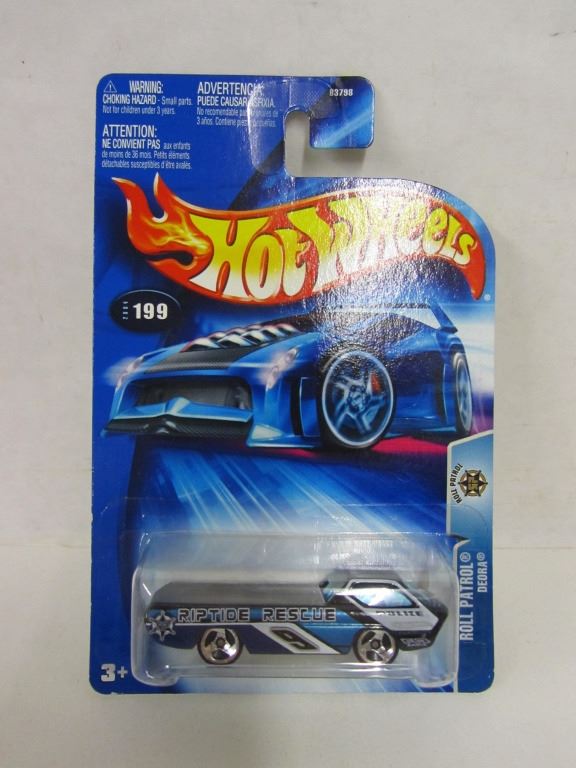 WARNING:
CHOKING HAZARD - Small parts.
Not for children under 3 years.
ADVERTENCIA:
PUEDE CAUSAR ASFIXIA.
No recomendable para menores de
3 años. Contiene piezas pequeñas.
ATTENTION:
NE CONVIENT PAS aux enfants
de moins de 36 mois. Petits éléments
détachables susceptibles d'être avalés.
HOT WHEELS
®
2004
199
ROLL PATROL
ROLL PATROL®
DEORA®
RIPTIDE RESCUE
9
POLICE
3+